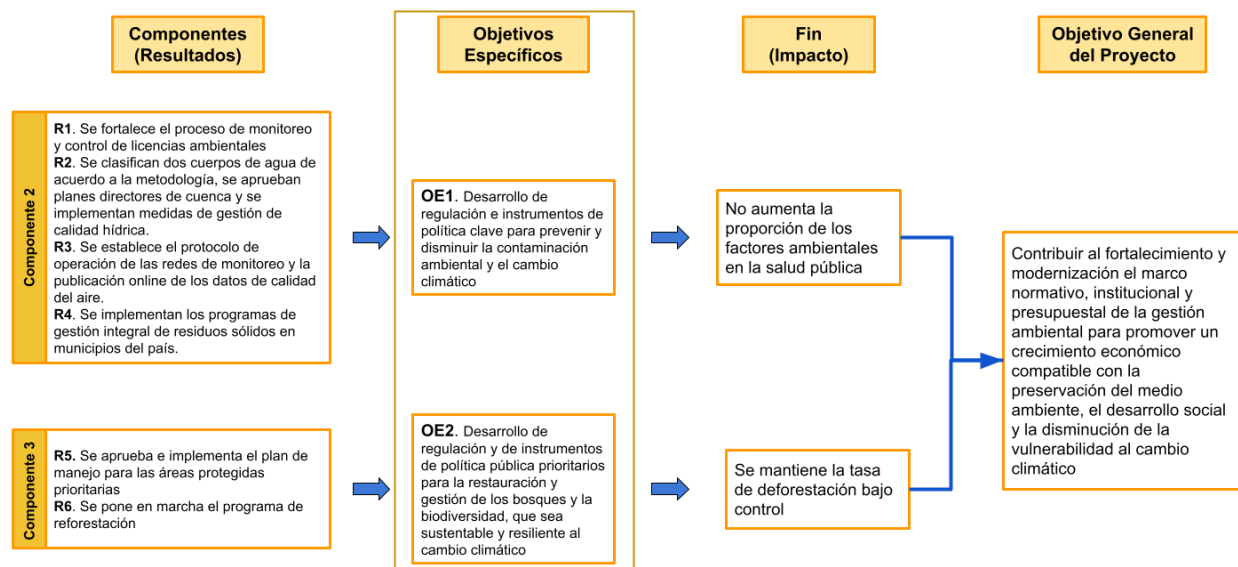 Componentes
(Resultados)
Objetivos
Específicos
Fin
(Impacto)
Objetivo General
del Proyecto
Componente 2
R1. Se fortalece el proceso de monitoreo
y control de licencias ambientales
R2. Se clasifican dos cuerpos de agua de
acuerdo a la metodología, se aprueban
planes directores de cuenca y se
implementan medidas de gestión de
calidad hídrica.
R3. Se establece el protocolo de
operación de las redes de monitoreo y la
publicación online de los datos de calidad
del aire.
R4. Se implementan los programas de
gestión integral de residuos sólidos en
municipios del país.
OE1. Desarrollo de
regulación e instrumentos de
política clave para prevenir y
disminuir la contaminación
ambiental y el cambio
climático
No aumenta la
proporción de los
factores ambientales
en la salud pública
Contribuir al fortalecimiento y
modernización el marco
normativo, institucional y
presupuestal de la gestión
ambiental para promover un
crecimiento económico
compatible con la
preservación del medio
ambiente, el desarrollo social
y la disminución de la
vulnerabilidad al cambio
climático
Componente 3
R5. Se aprueba e implementa el plan de
manejo para las áreas protegidas
prioritarias
R6. Se pone en marcha el programa de
reforestación
OE2. Desarrollo de
regulación y de instrumentos
de política pública prioritarios
para la restauración y
gestión de los bosques y la
biodiversidad, que sea
sustentable y resiliente al
cambio climático
Se mantiene la tasa
de deforestación bajo
control